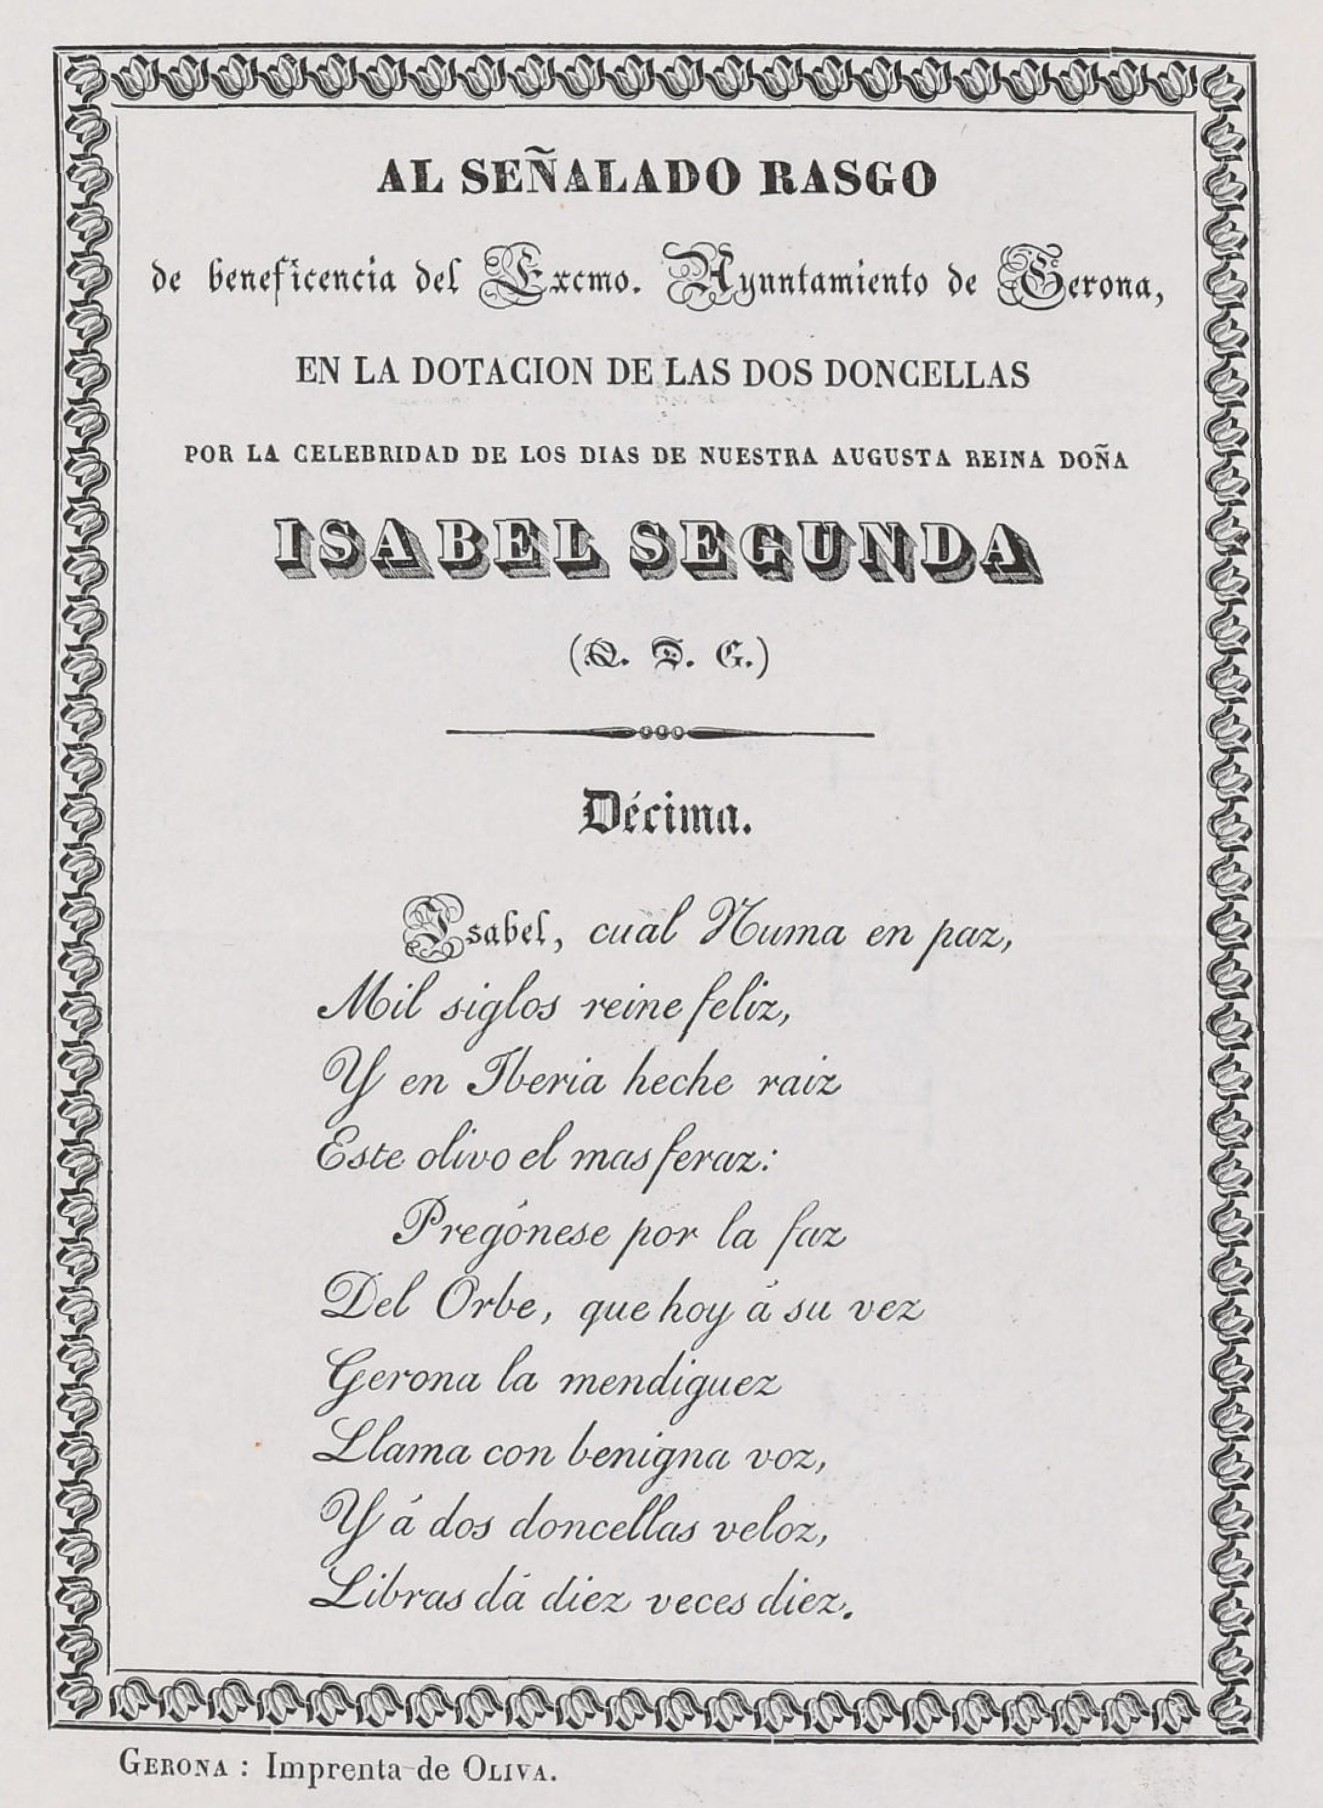 AL SEÑALADO RASGO
de beneficencia del Excmo. Ayuntamiento de Gerona,
EN LA DOTACION DE LAS DOS DONCELLAS
POR LA CELEBRIDAD DE LOS DIAS DE NUESTRA AUGUSTA REINA DOÑA
ISABEL SEGUNDA
(Q. D. G.)
Décima.
Isabel, cual Numa en paz,
Mil siglos reine feliz,
Y en Iberia heche raiz
Este olivo el mas feraz:
Pregónese por la faz
Del Orbe, que hoy á su vez
Gerona la mendiguez
Llama con benigna voz,
Y á dos doncellas veloz,
Libras dá diez veces diez.
GERONA : Imprenta de OLIVA.